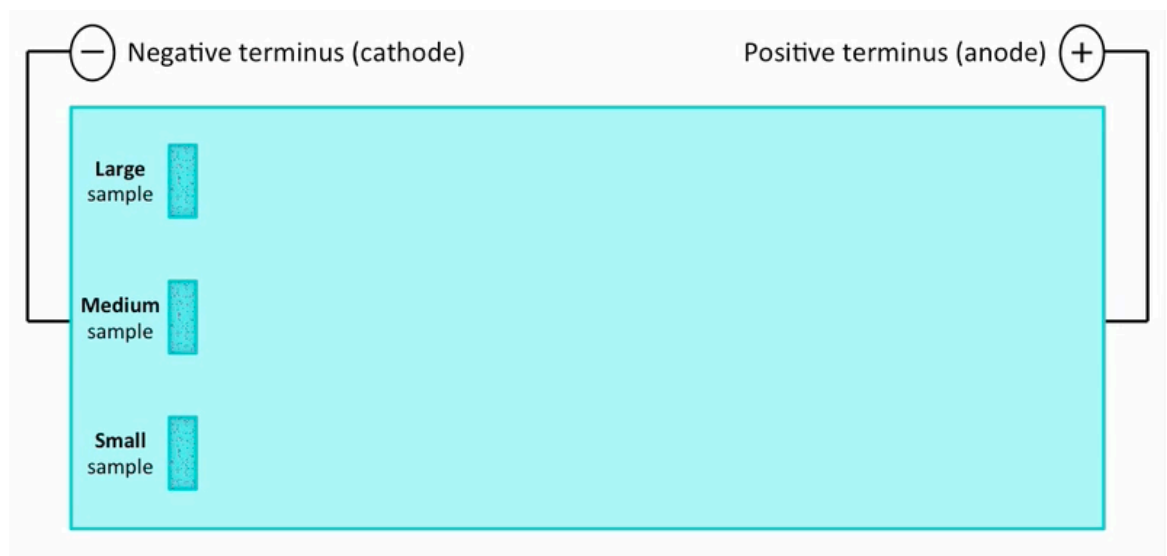 − Negative terminus (cathode)
Positive terminus (anode) +
Large
sample
Medium
sample
Small
sample